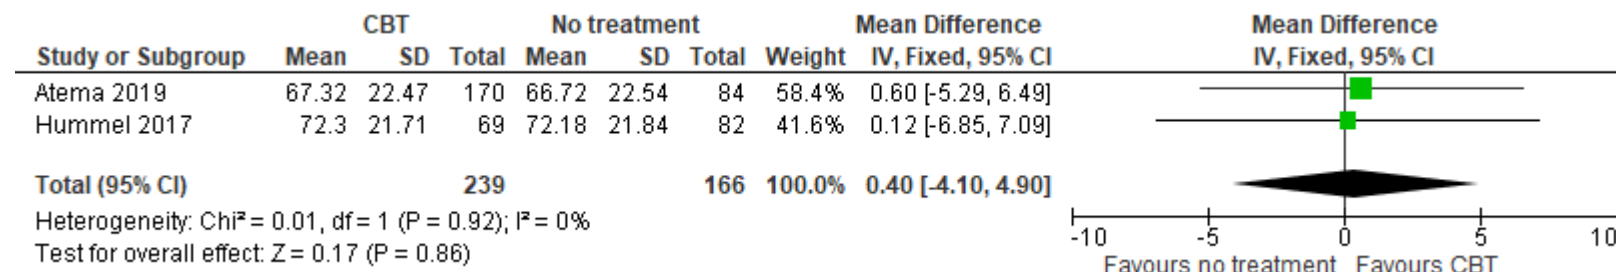 CBT No treatment Mean Difference Mean Difference
Study or Subgroup Mean SD Total Mean SD Total Weight IV, Fixed, 95% CI IV, Fixed, 95% CI
Atema 2019 67.32 22.47 170 66.72 22.54 84 58.4% 0.60 [-5.29, 6.49]
Hummel 2017 72.3 21.71 69 72.18 21.84 82 41.6% 0.12 [-6.85, 7.09]
Total (95% CI) 239 166 100.0% 0.40 [-4.10, 4.90]
Heterogeneity: Chi² = 0.01, df = 1 (P = 0.92); I² = 0%
Test for overall effect: Z = 0.17 (P = 0.86)
-10 -5 0 5 10
Favours no treatment Favours CBT